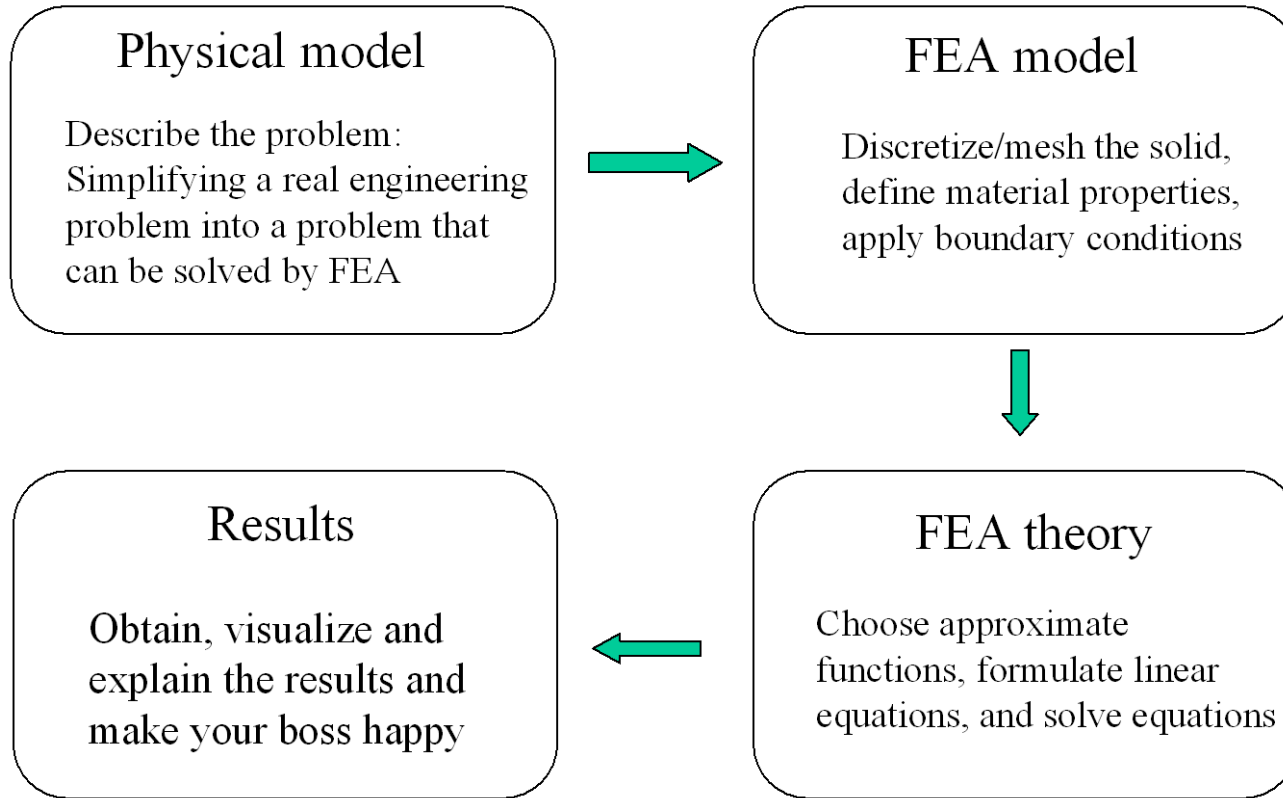 Physical model
Describe the problem:
Simplifying a real engineering
problem into a problem that
can be solved by FEA
FEA model
Discretize/mesh the solid,
define material properties,
apply boundary conditions
FEA theory
Choose approximate
functions, formulate linear
equations, and solve equations
Results
Obtain, visualize and
explain the results and
make your boss happy